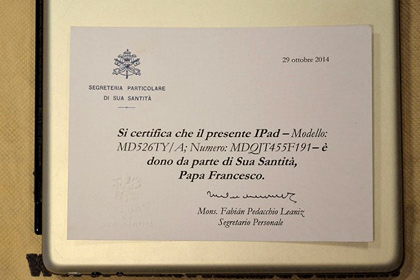 29 ottobre 2014
SEGRETERIA PARTICOLARE
DI SUA SANTITÀ
Si certifica che il presente IPad – Modello:
MD526TY/A; Numero: MDQJT455F191 – è
dono da parte di Sua Santità,
Papa Francesco.
Mons. Fabián Pedacchio Leaniz
Segretario Personale